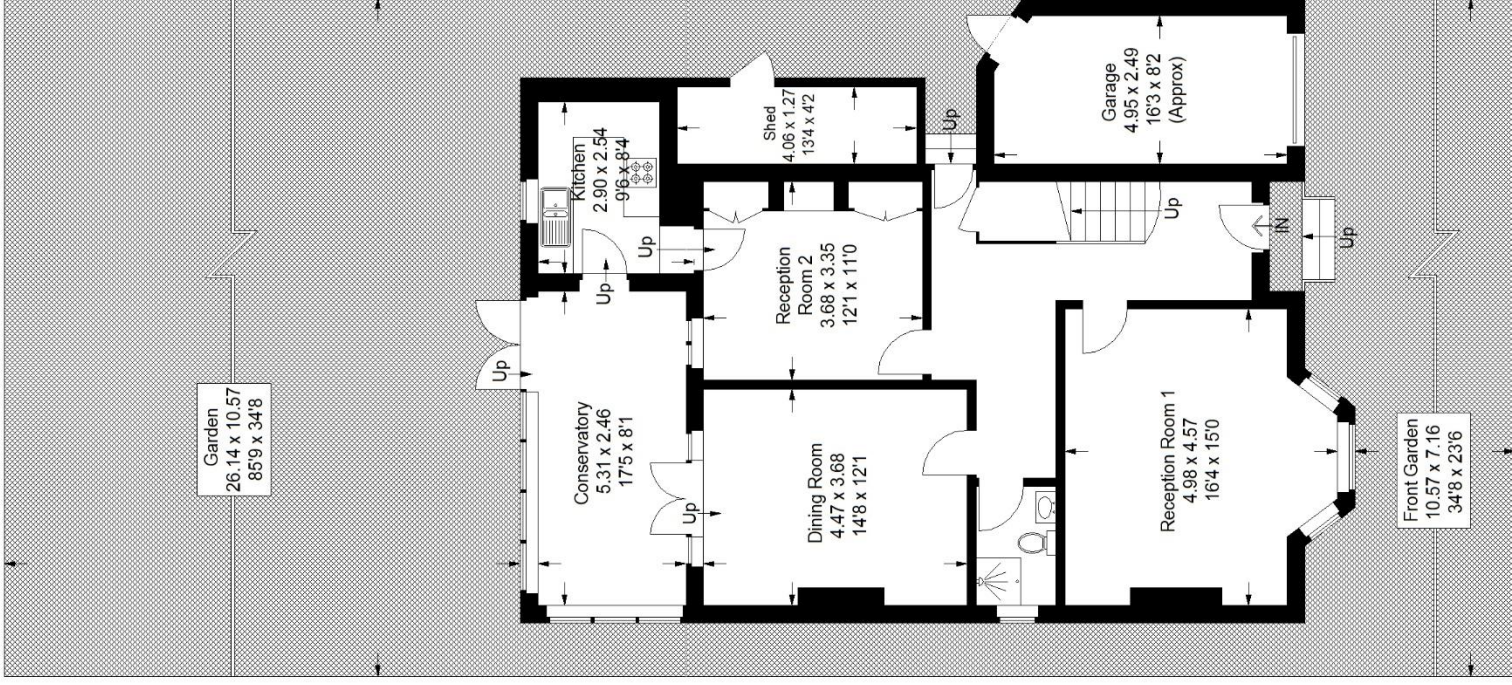 Garden
26.14 x 10.57
85'9 x 34'8
Kitchen
2.90 x 2.54
9'6 x 8'4
Shed
4.06 x 1.27
13'4 x 4'2
Garage
4.95 x 2.49
16'3 x 8'2
(Approx)
Up
Up
Up
Up
Up
IN
Up
Reception
Room 2
3.68 x 3.35
12'1 x 11'0
Up
Conservatory
5.31 x 2.46
17'5 x 8'1
Up
Dining Room
4.47 x 3.68
14'8 x 12'1
Reception Room 1
4.98 x 4.57
16'4 x 15'0
Front Garden
10.57 x 7.16
34'8 x 23'6